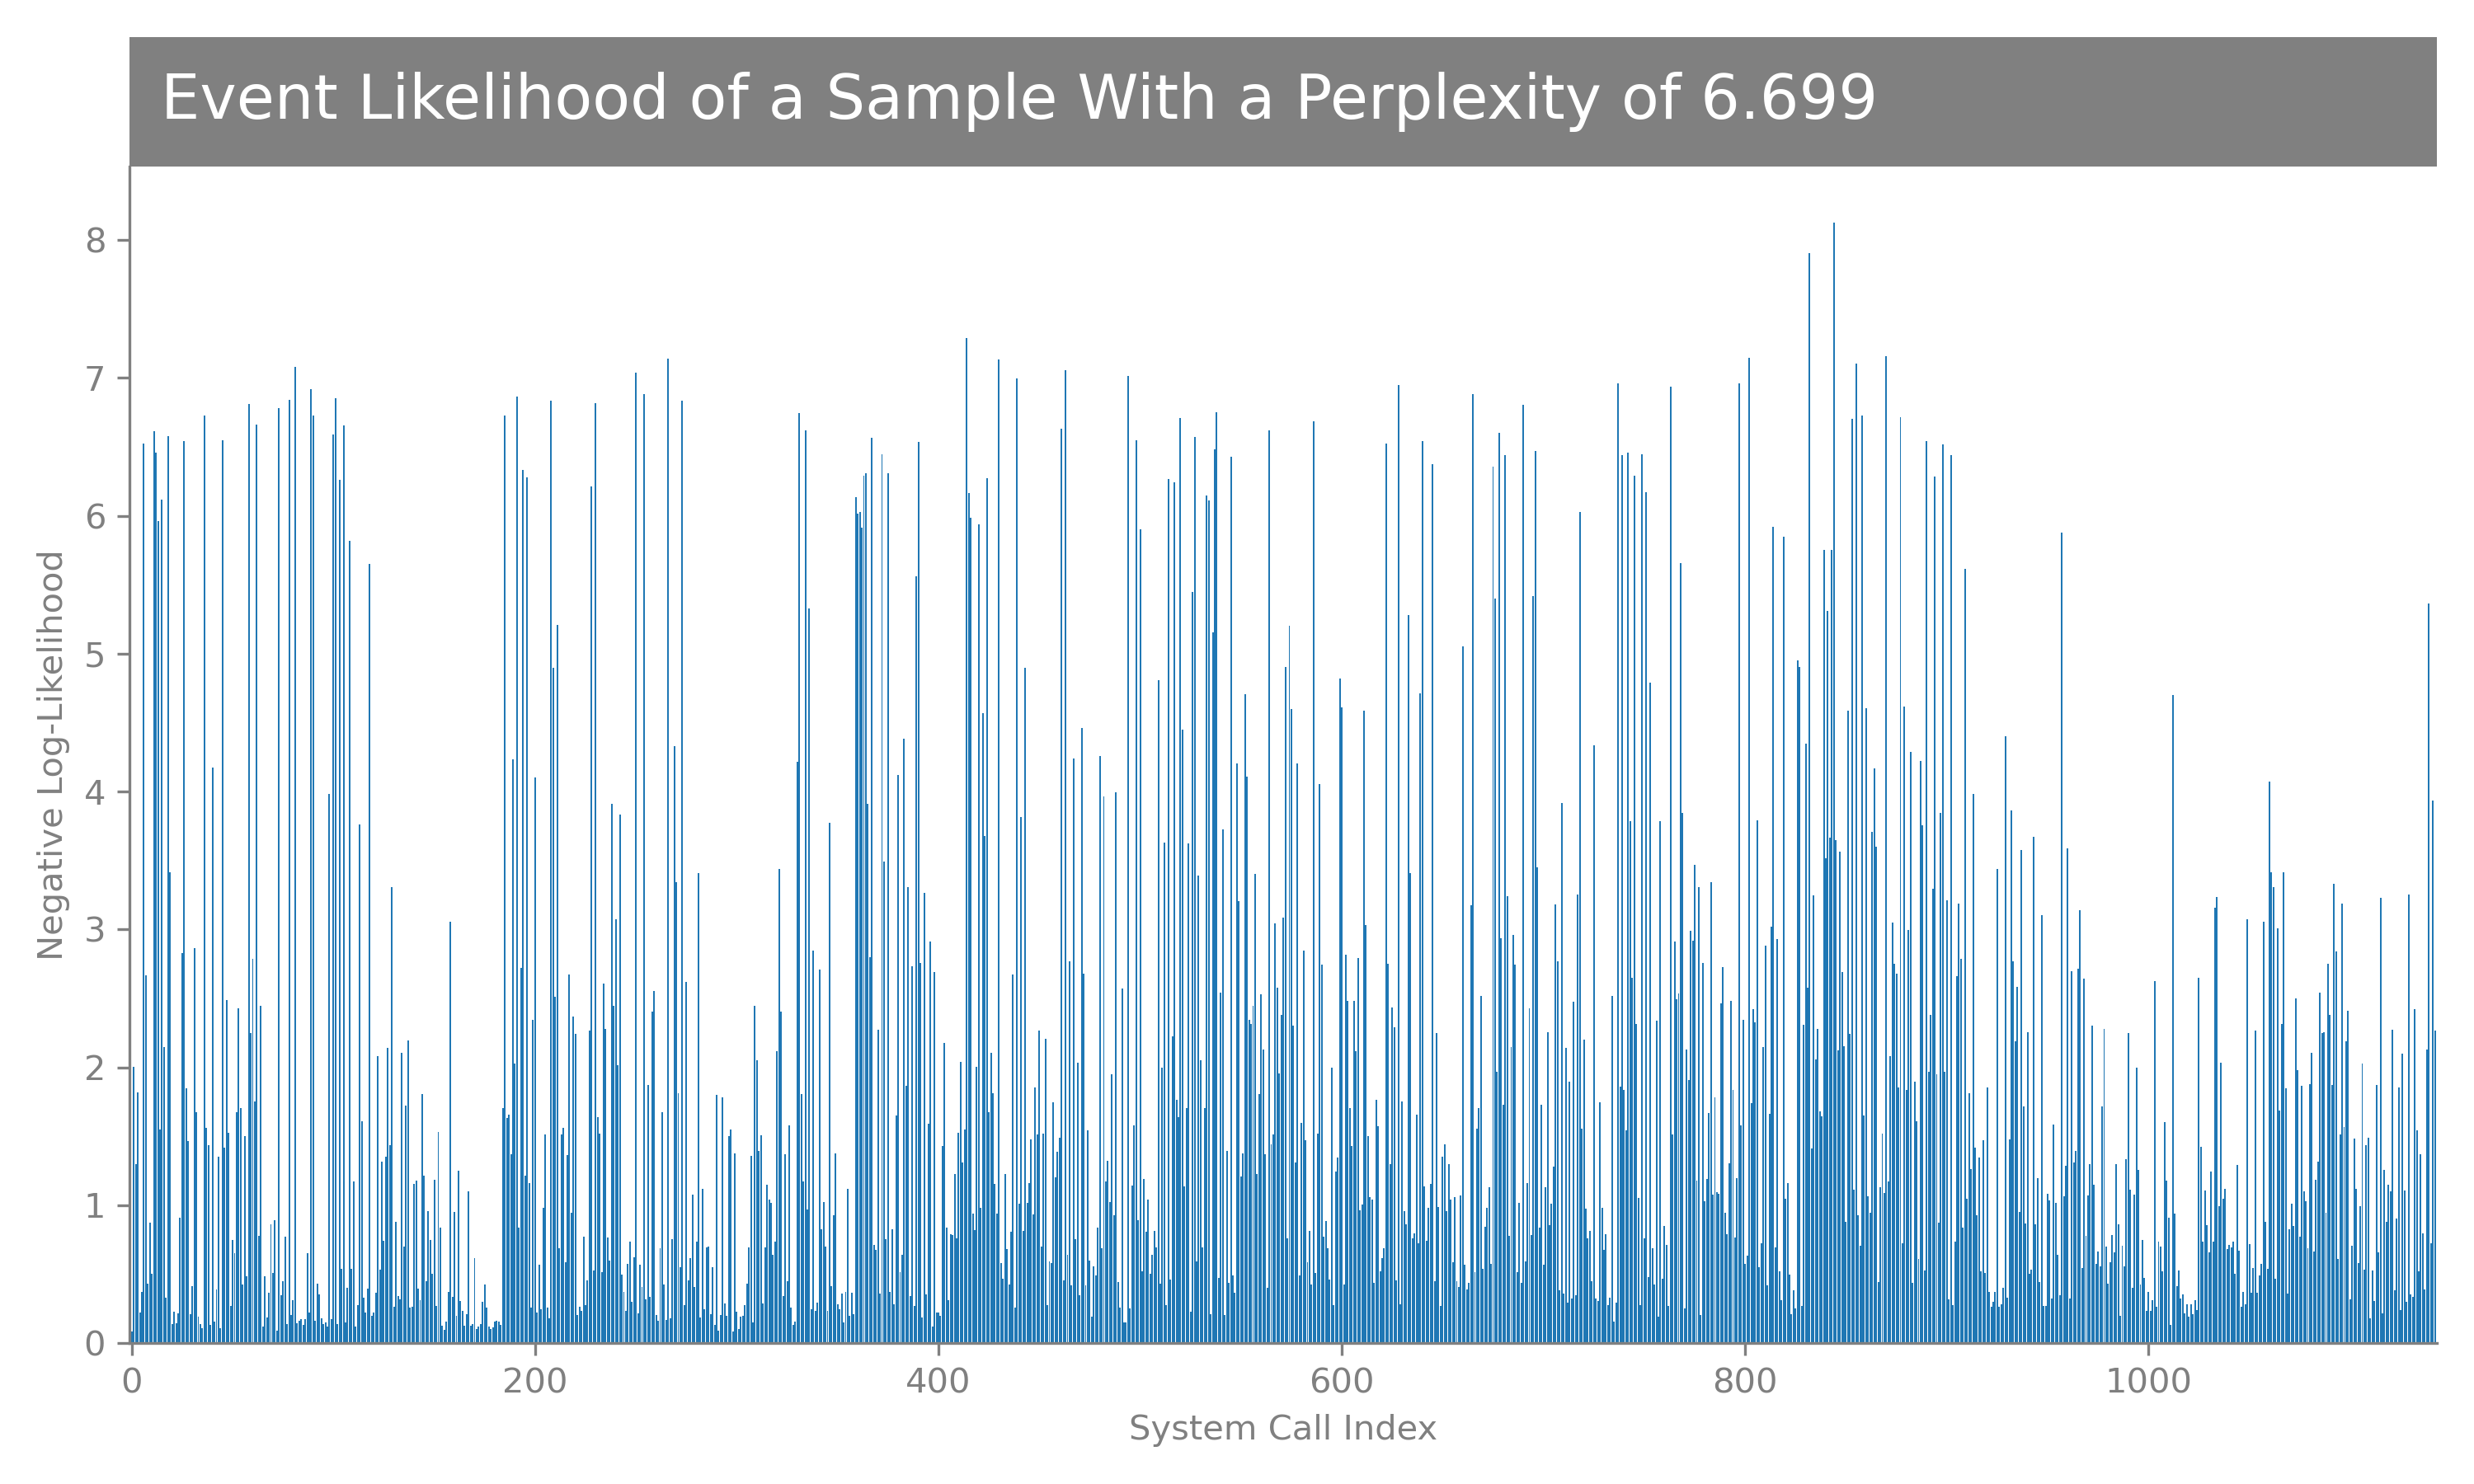 Event Likelihood of a Sample With a Perplexity of 6.699
8
7
6
5
4
3
2
1
0
Negative Log-Likelihood
0 200 400 600 800 1000
System Call Index